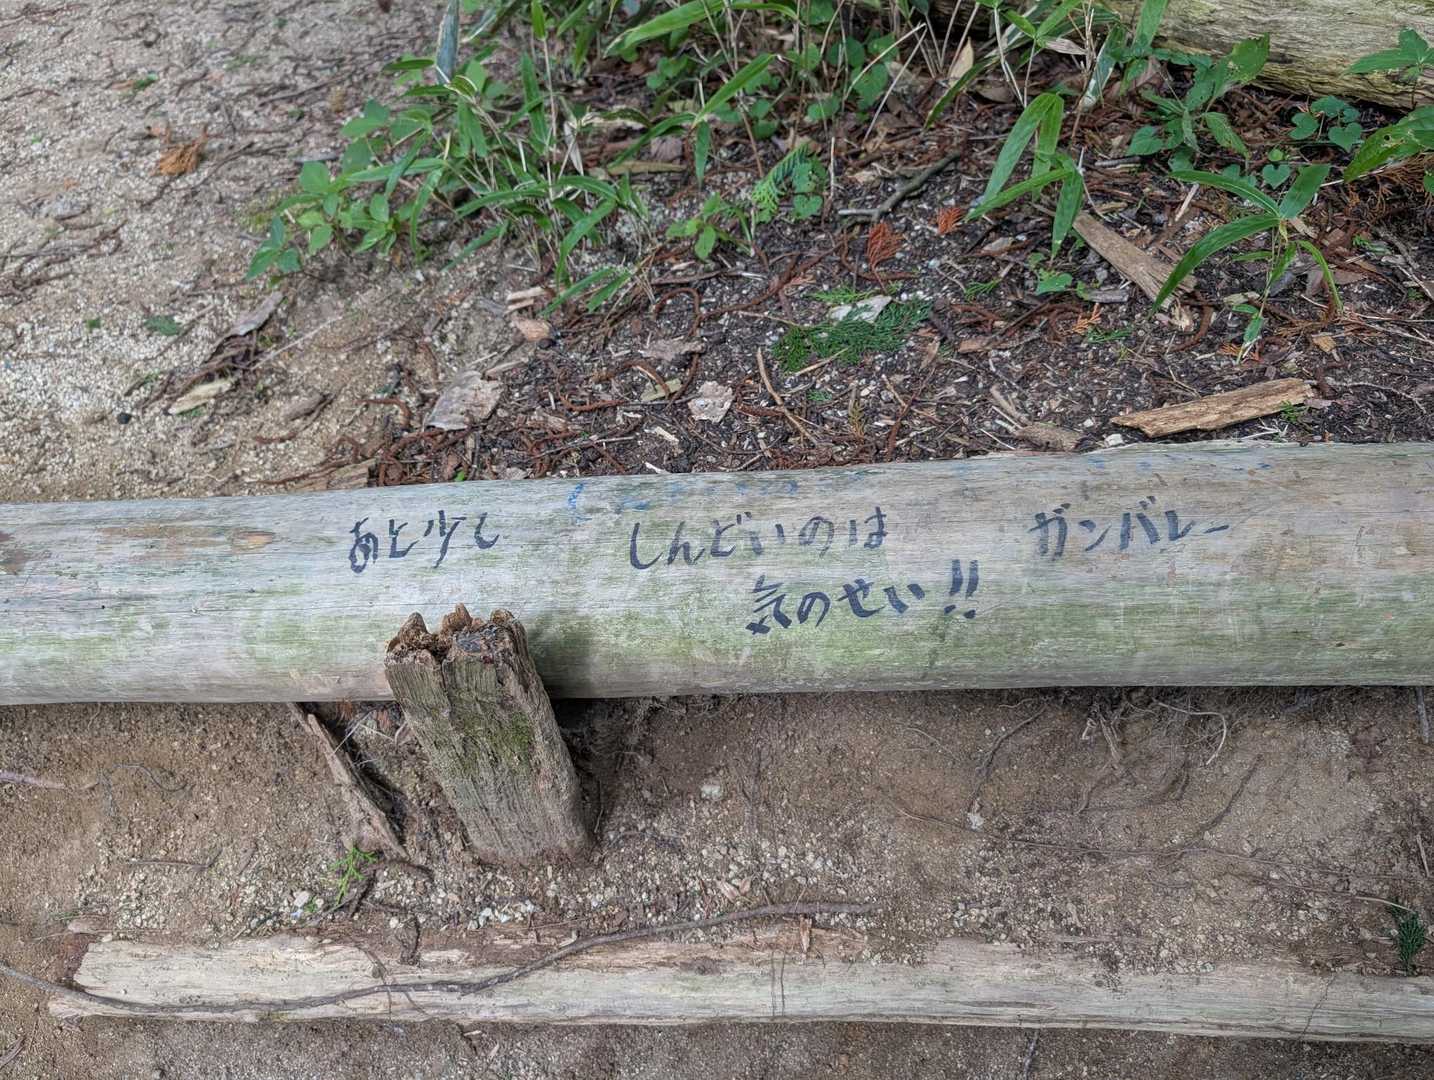 あと少し
しんどいのは
気のせい!!
ガンバレー